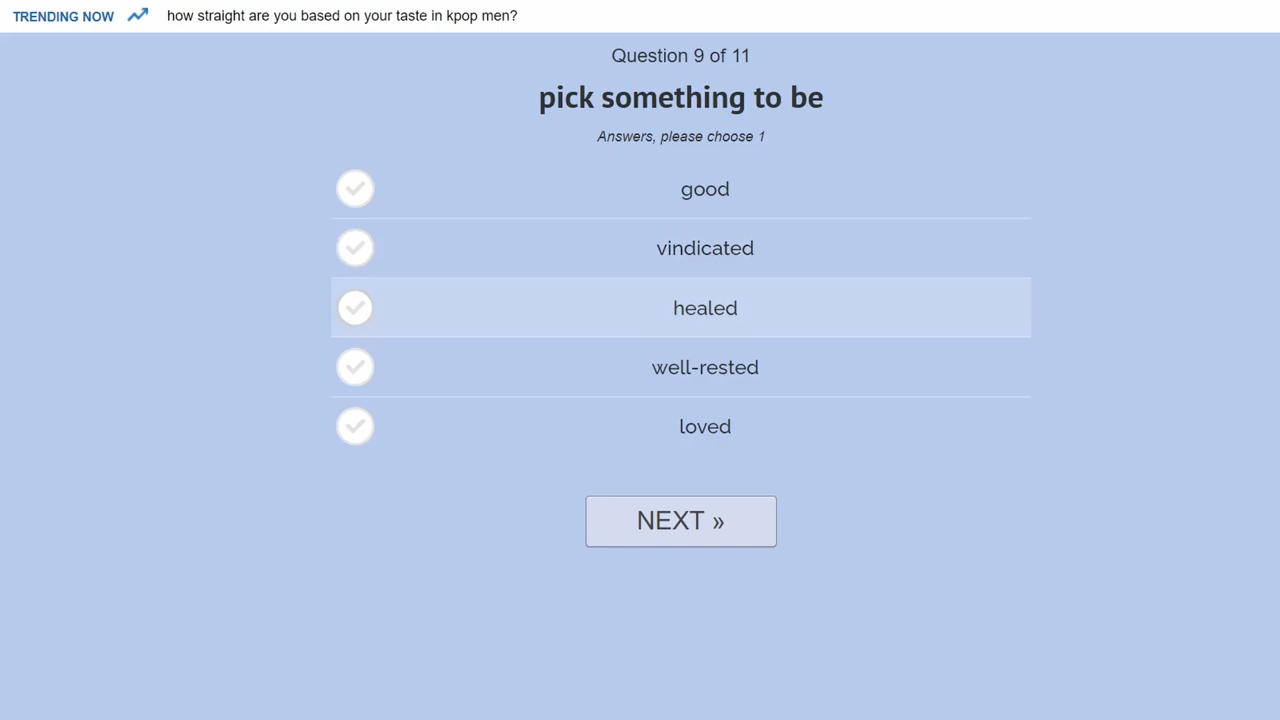 TRENDING NOW how straight are you based on your taste in kpop men?
Question 9 of 11
pick something to be
Answers, please choose 1
good
vindicated
healed
well-rested
loved
NEXT »